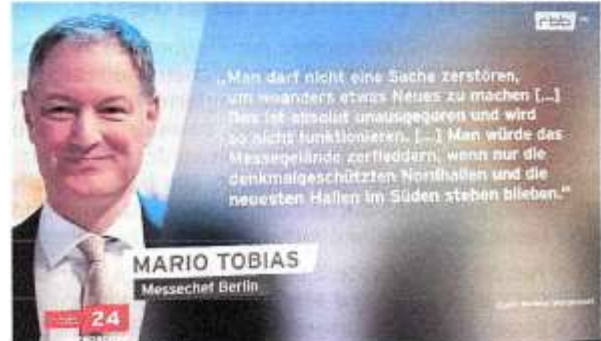 rbb
„Man darf nicht eine Sache zerstören,
um woanders etwas Neues zu machen [...]
Das ist absolut unausgegoren und wird
so nicht funktionieren. [...] Man würde das
Messegelände zerfleddern, wenn nur die
denkmalgeschützten Nordhallen und die
neuesten Hallen im Süden stehen blieben."
MARIO TOBIAS
Messechef Berlin
24